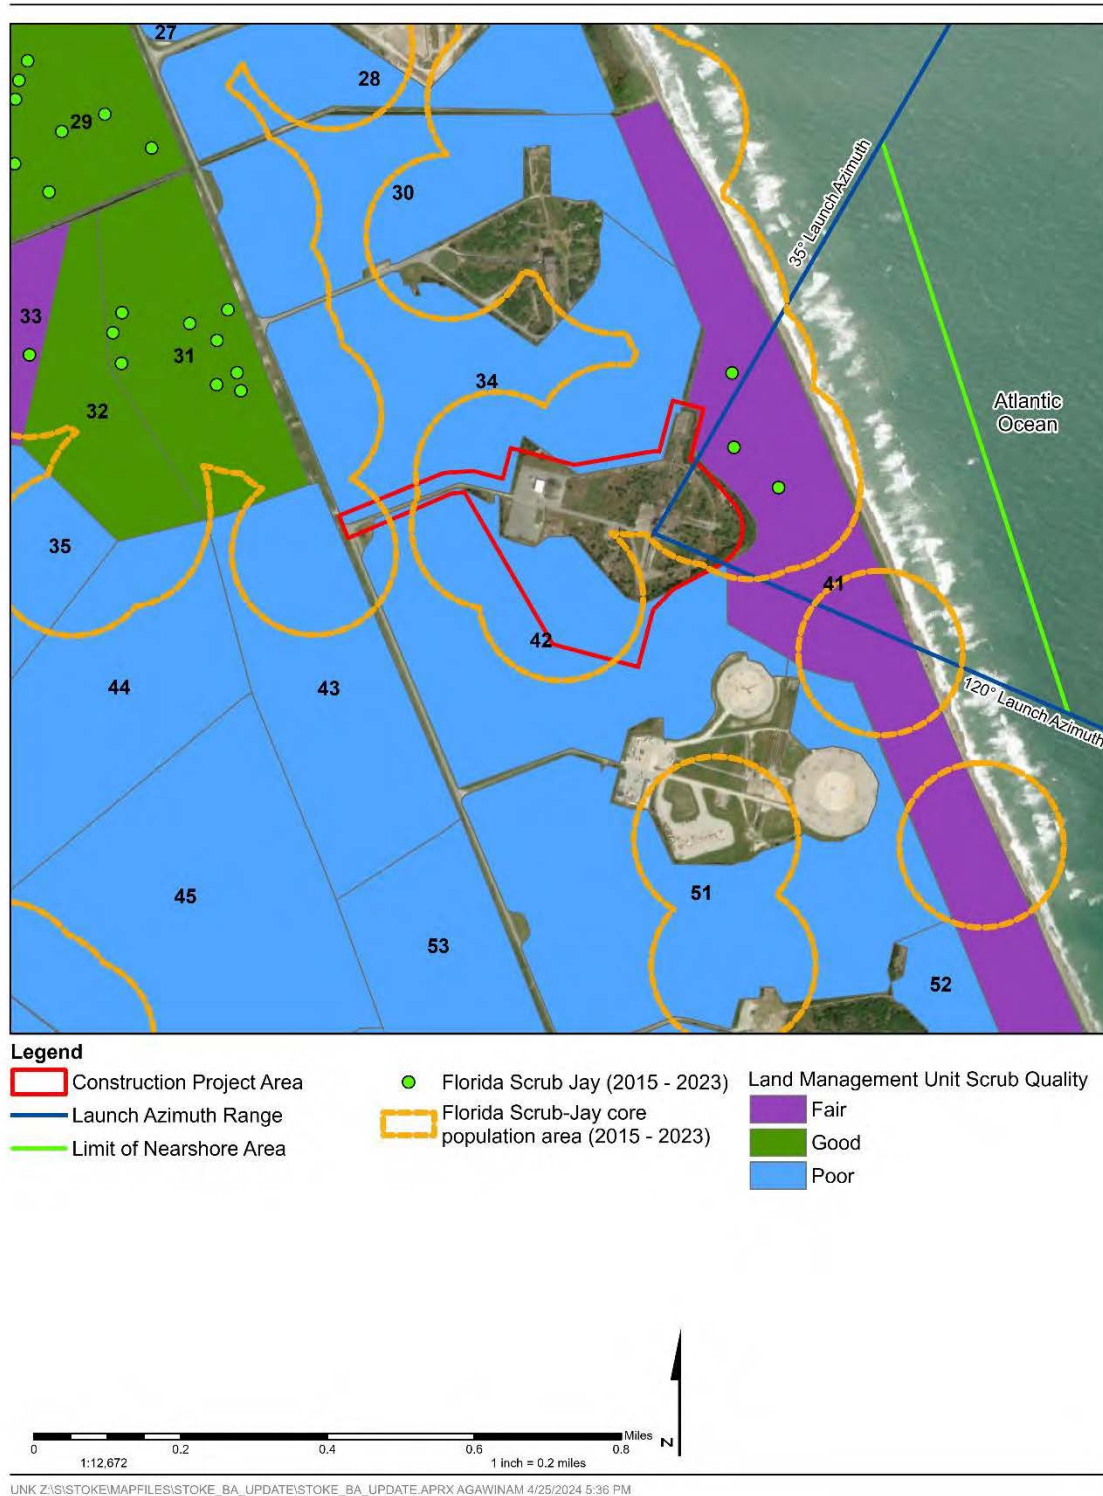 27
28
29
30
35° Launch Azimuth
33
31
34
32
Atlantic
Ocean
35
41
42
44
43
120° Launch Azimuth
45
51
53
52
Legend
Construction Project Area
Launch Azimuth Range
Limit of Nearshore Area
Florida Scrub Jay (2015 - 2023)
Florida Scrub-Jay core
population area (2015 - 2023)
Land Management Unit Scrub Quality
Fair
Good
Poor
N
Miles
0 0.2 0.4 0.6 0.8
1:12,672 1 inch = 0.2 miles
UNK Z:\S\STOKE\MAPFILES\STOKE_BA_UPDATE\STOKE_BA_UPDATE.APRX AGAWINAM 4/25/2024 5:36 PM